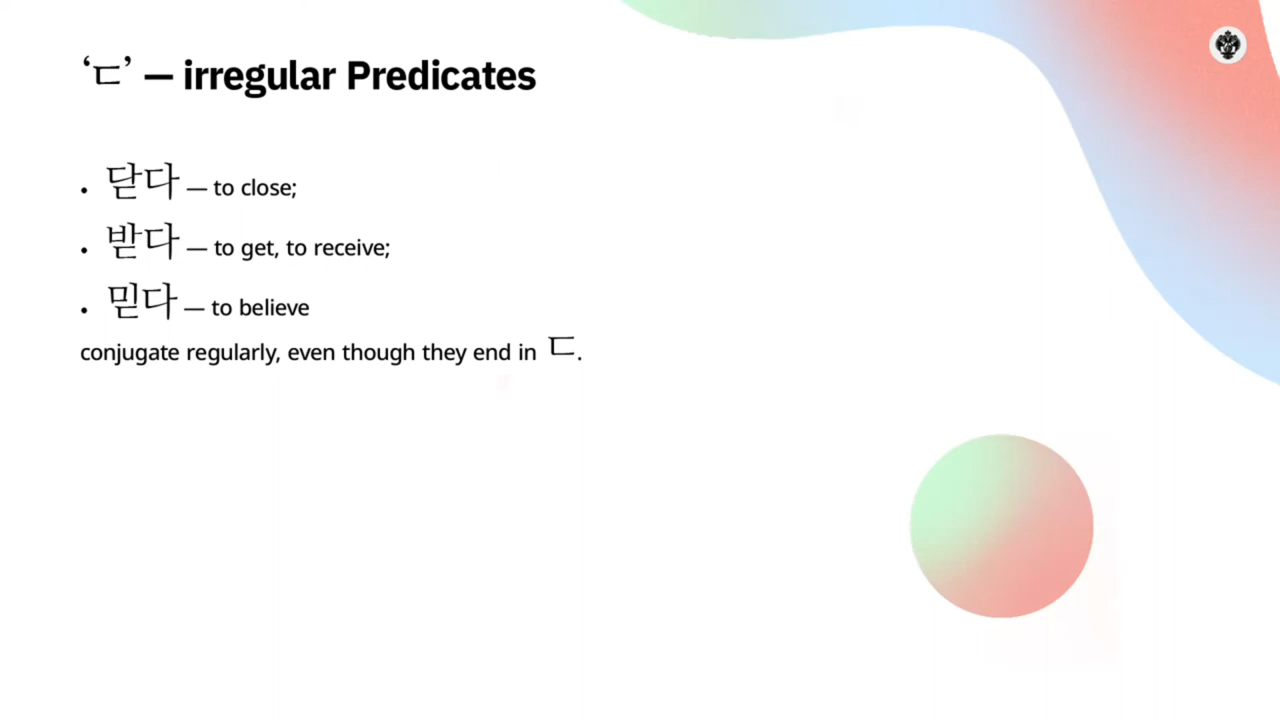 ‘ㄷ’ — irregular Predicates
• 닫다 — to close;
• 받다 — to get, to receive;
• 믿다 — to believe
conjugate regularly, even though they end in ㄷ.